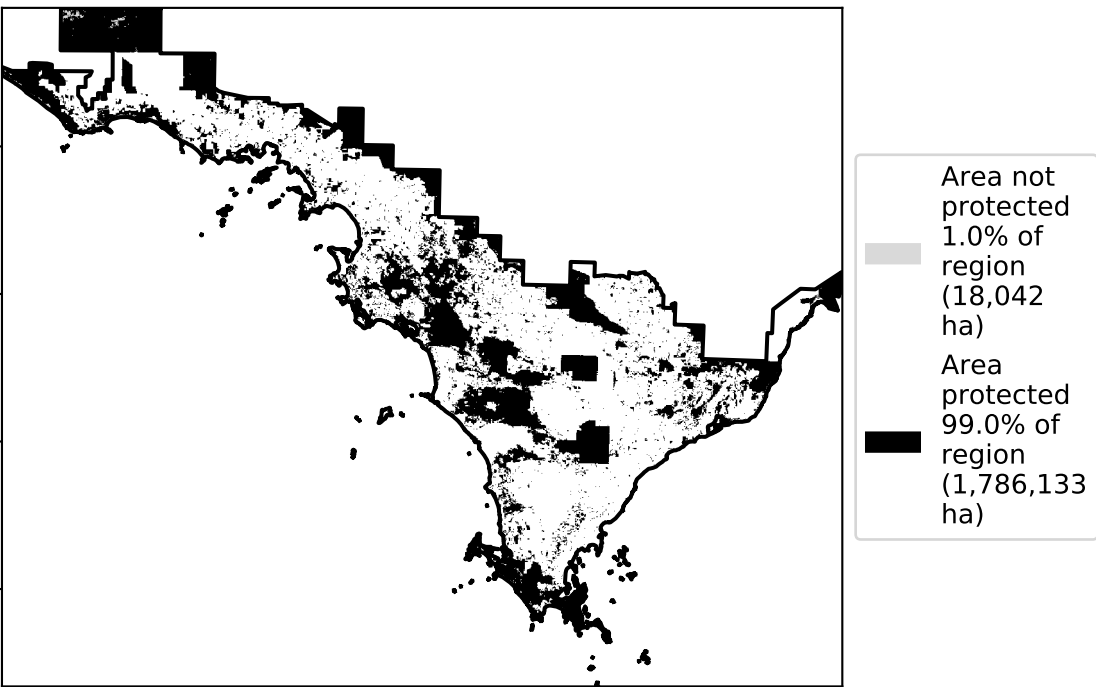 Area not
protected
1.0% of
region
(18,042
ha)
Area
protected
99.0% of
region
(1,786,133
ha)